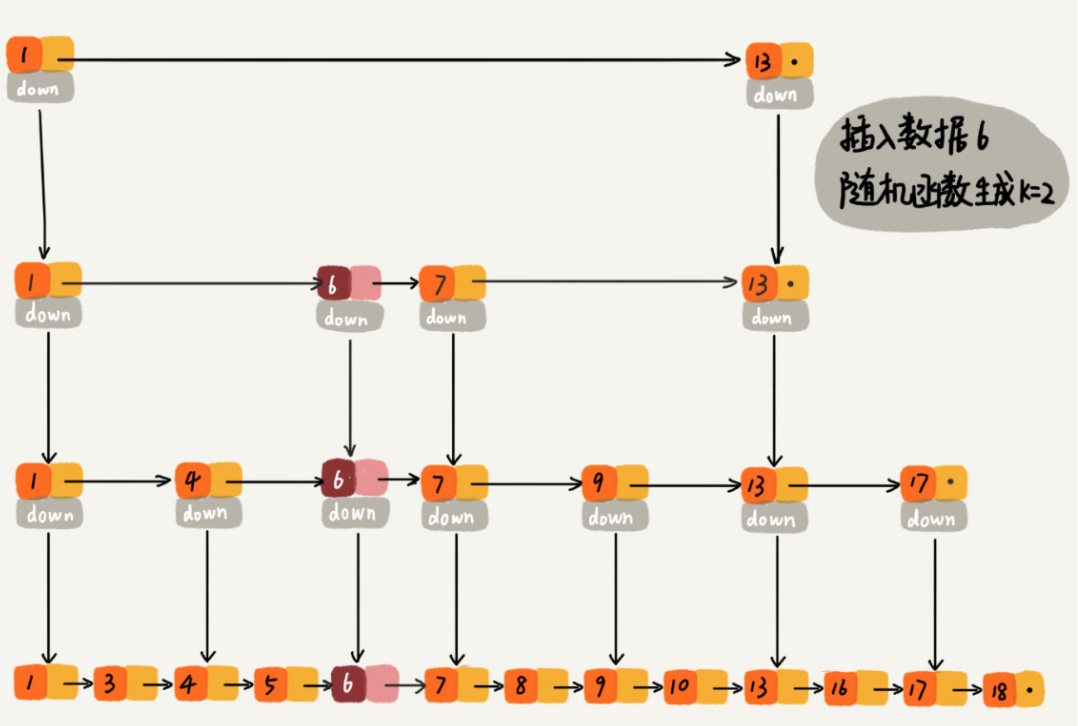 1 13
down down
插入数据6
随机函数生成K=2
1 6 7 13
down down down down
1 4 6 7 9 13 17
down down down down down down down
1 3 4 5 6 7 8 9 10 13 16 17 18